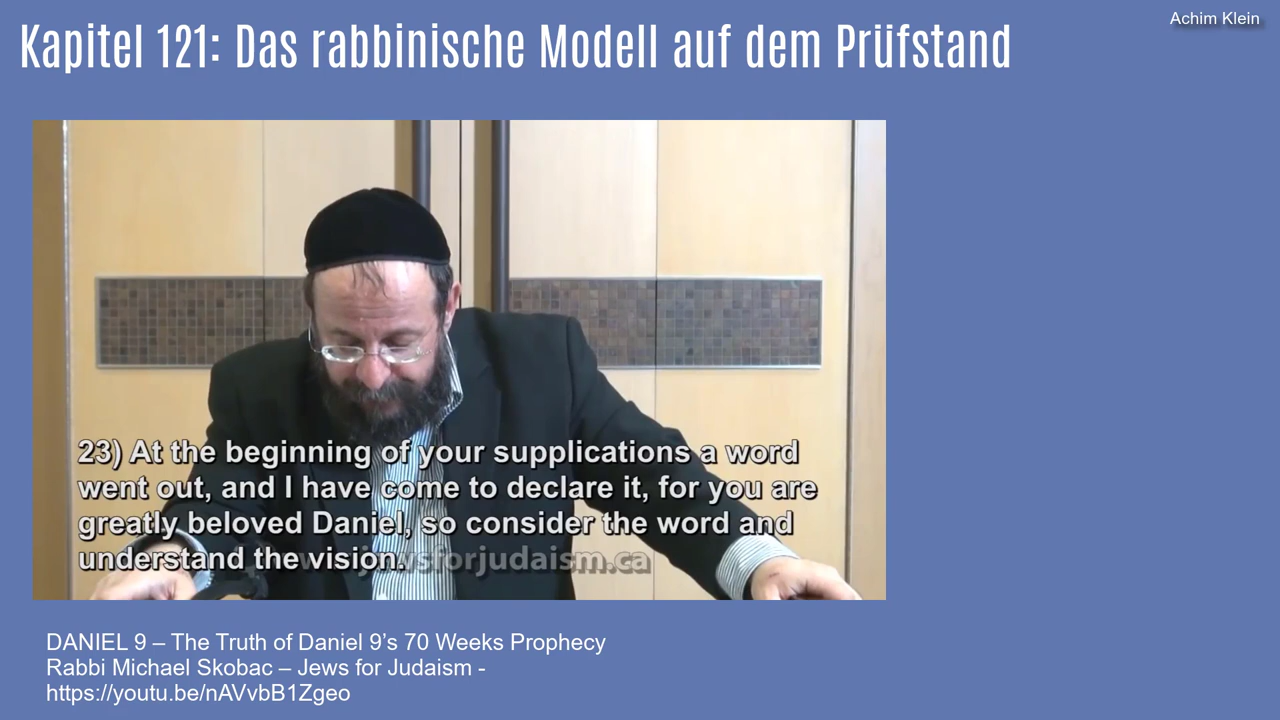 Achim Klein
Kapitel 121: Das rabbinische Modell auf dem Prüfstand
23) At the beginning of your supplications a word
went out, and I have come to declare it, for you are
greatly beloved Daniel, so consider the word and
understand the vision.
sforjudaism.ca
DANIEL 9 – The Truth of Daniel 9’s 70 Weeks Prophecy
Rabbi Michael Skobac – Jews for Judaism -
https://youtu.be/nAVvbB1Zgeo